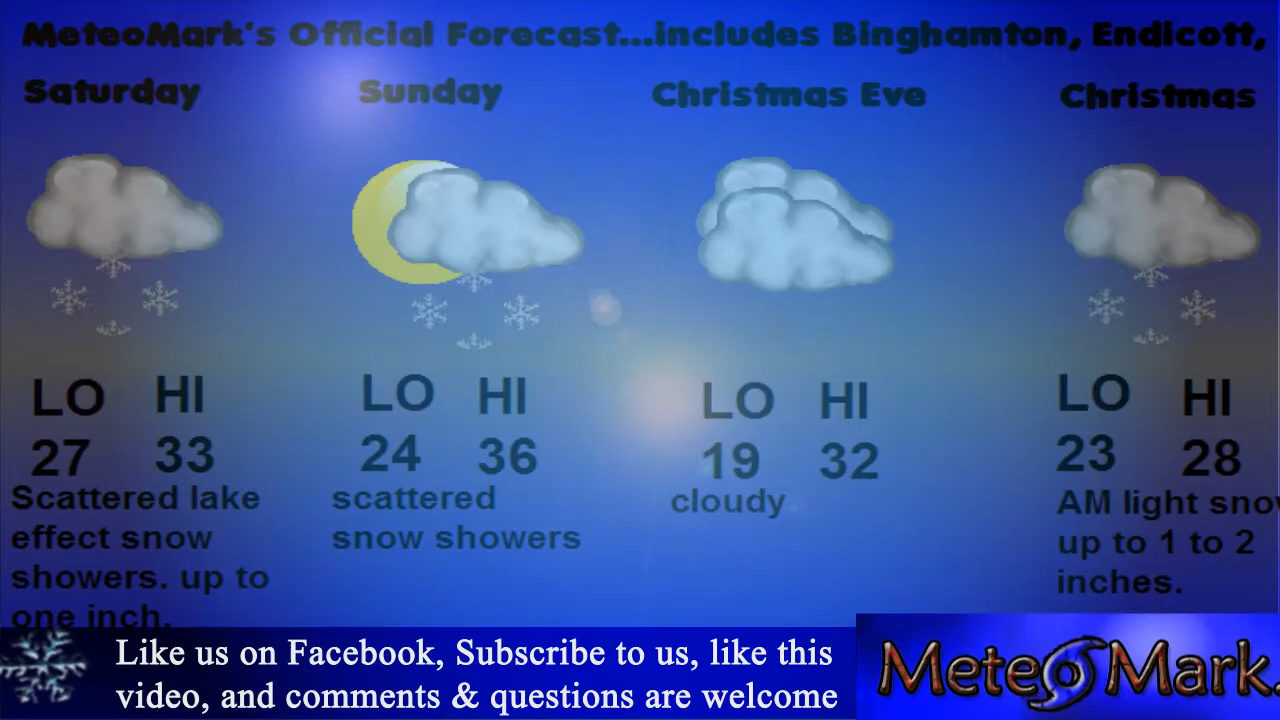 MeteoMark's Official Forecast...includes Binghamton, Endicott,
Saturday
Sunday
Christmas Eve
Christmas
LO HI
27 33
Scattered lake
effect snow
showers. up to
one inch.
LO HI
24 36
scattered
snow showers
LO HI
19 32
cloudy
LO HI
23 28
AM light snow
up to 1 to 2
inches.
Like us on Facebook, Subscribe to us, like this
video, and comments & questions are welcome
MeteoMark.